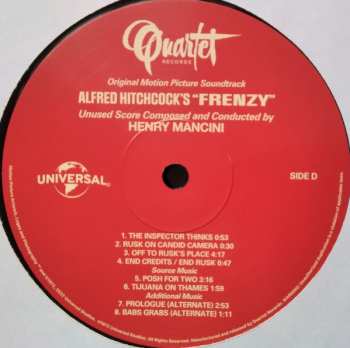 Quartet
RECORDS
Original Motion Picture Soundtrack
ALFRED HITCHCOCK'S "FRENZY"
Unused Score Composed and Conducted by
HENRY MANCINI
UNIVERSAL
SIDE D
1. THE INSPECTOR THINKS 0:53
2. RUSK ON CANDID CAMERA 0:30
3. OFF TO RUSK'S PLACE 4:17
4. END CREDITS / END RUSK 0:47
Source Music
5. POSH FOR TWO 3:16
6. TIJUANA ON THAMES 1:59
Additional Music
7. PROLOGUE (ALTERNATE) 2:53
8. BABS GRABS (ALTERNATE) 1:11